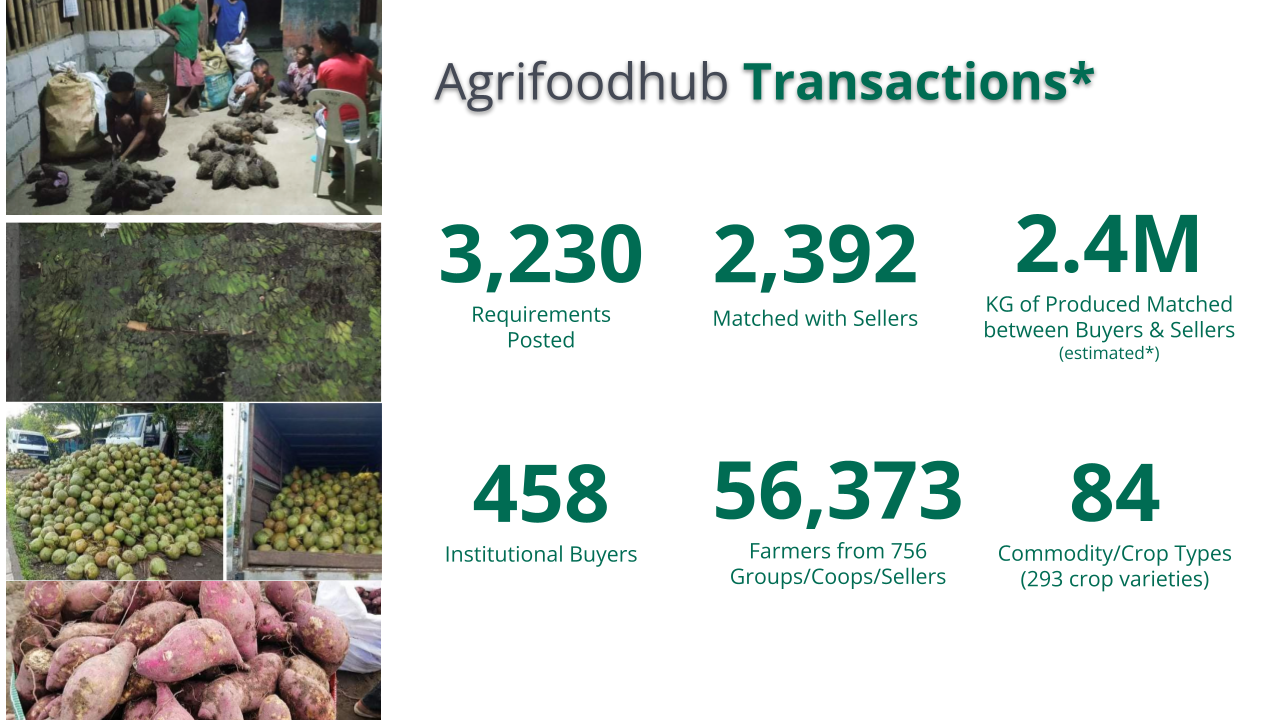 Agrifoodhub Transactions*
3,230
Requirements
Posted
2,392
Matched with Sellers
2.4M
KG of Produced Matched
between Buyers & Sellers
(estimated*)
458
Institutional Buyers
56,373
Farmers from 756
Groups/Coops/Sellers
84
Commodity/Crop Types
(293 crop varieties)